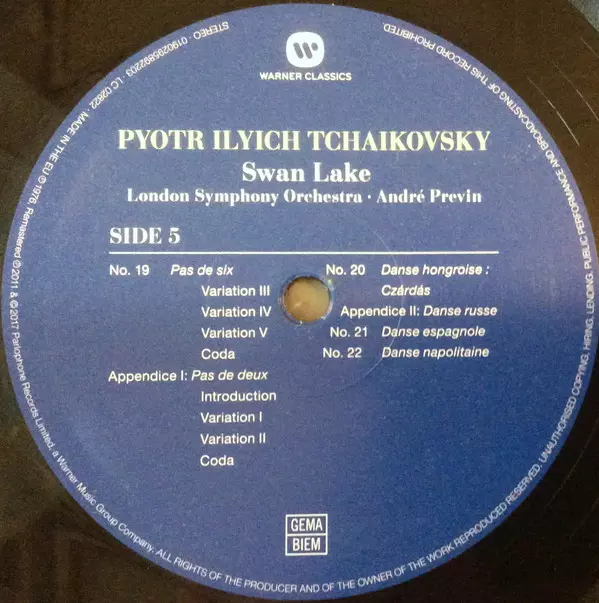 WARNER CLASSICS
PYOTR ILYICH TCHAIKOVSKY
Swan Lake
London Symphony Orchestra · André Previn
SIDE 5
No. 19 Pas de six
Variation III
Variation IV
Variation V
Coda
Appendice I: Pas de deux
Introduction
Variation I
Variation II
Coda
No. 20 Danse hongroise :
Czárdás
Appendice II: Danse russe
No. 21 Danse espagnole
No. 22 Danse napolitaine
GEMA
BIEM
STEREO · 0190295892203 · LC 02822 · MADE IN THE EU ℗ 1976. Remastered ℗ 2011 & © 2017 Parlophone Records Limited, a Warner Music Group Company. ALL RIGHTS OF THE PRODUCER AND OF THE OWNER OF THE WORK REPRODUCED RESERVED. UNAUTHORISED COPYING, HIRING, LENDING, PUBLIC PERFORMANCE AND BROADCASTING OF THIS RECORD PROHIBITED.